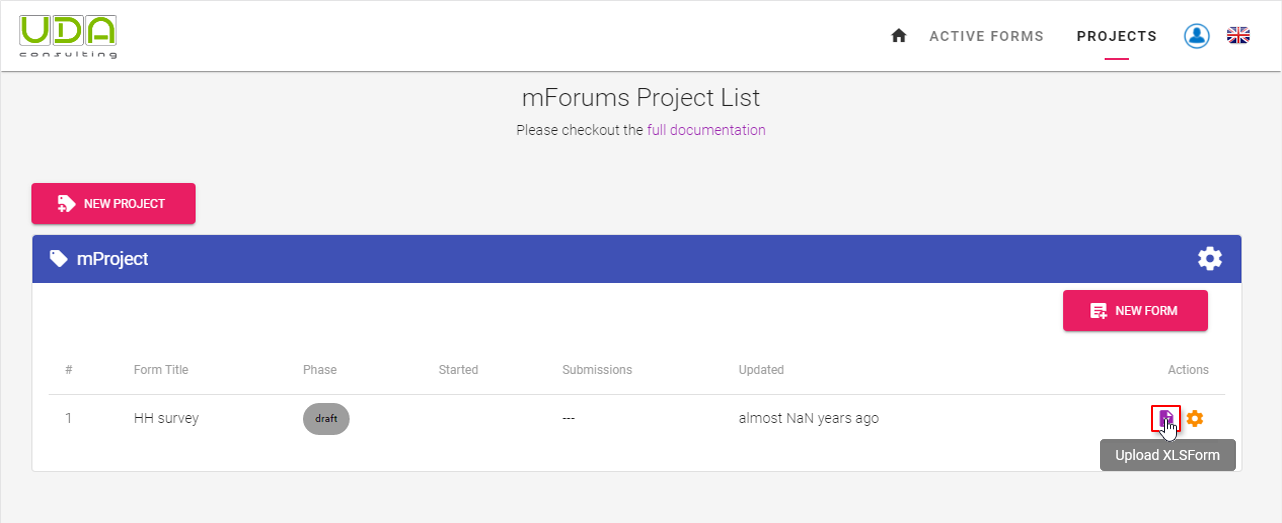 UDA
consulting
ACTIVE FORMS PROJECTS
mForums Project List
Please checkout the full documentation
NEW PROJECT
mProject
NEW FORM
# Form Title Phase Started Submissions Updated Actions
1 HH survey draft --- almost NaN years ago
Upload XLSForm